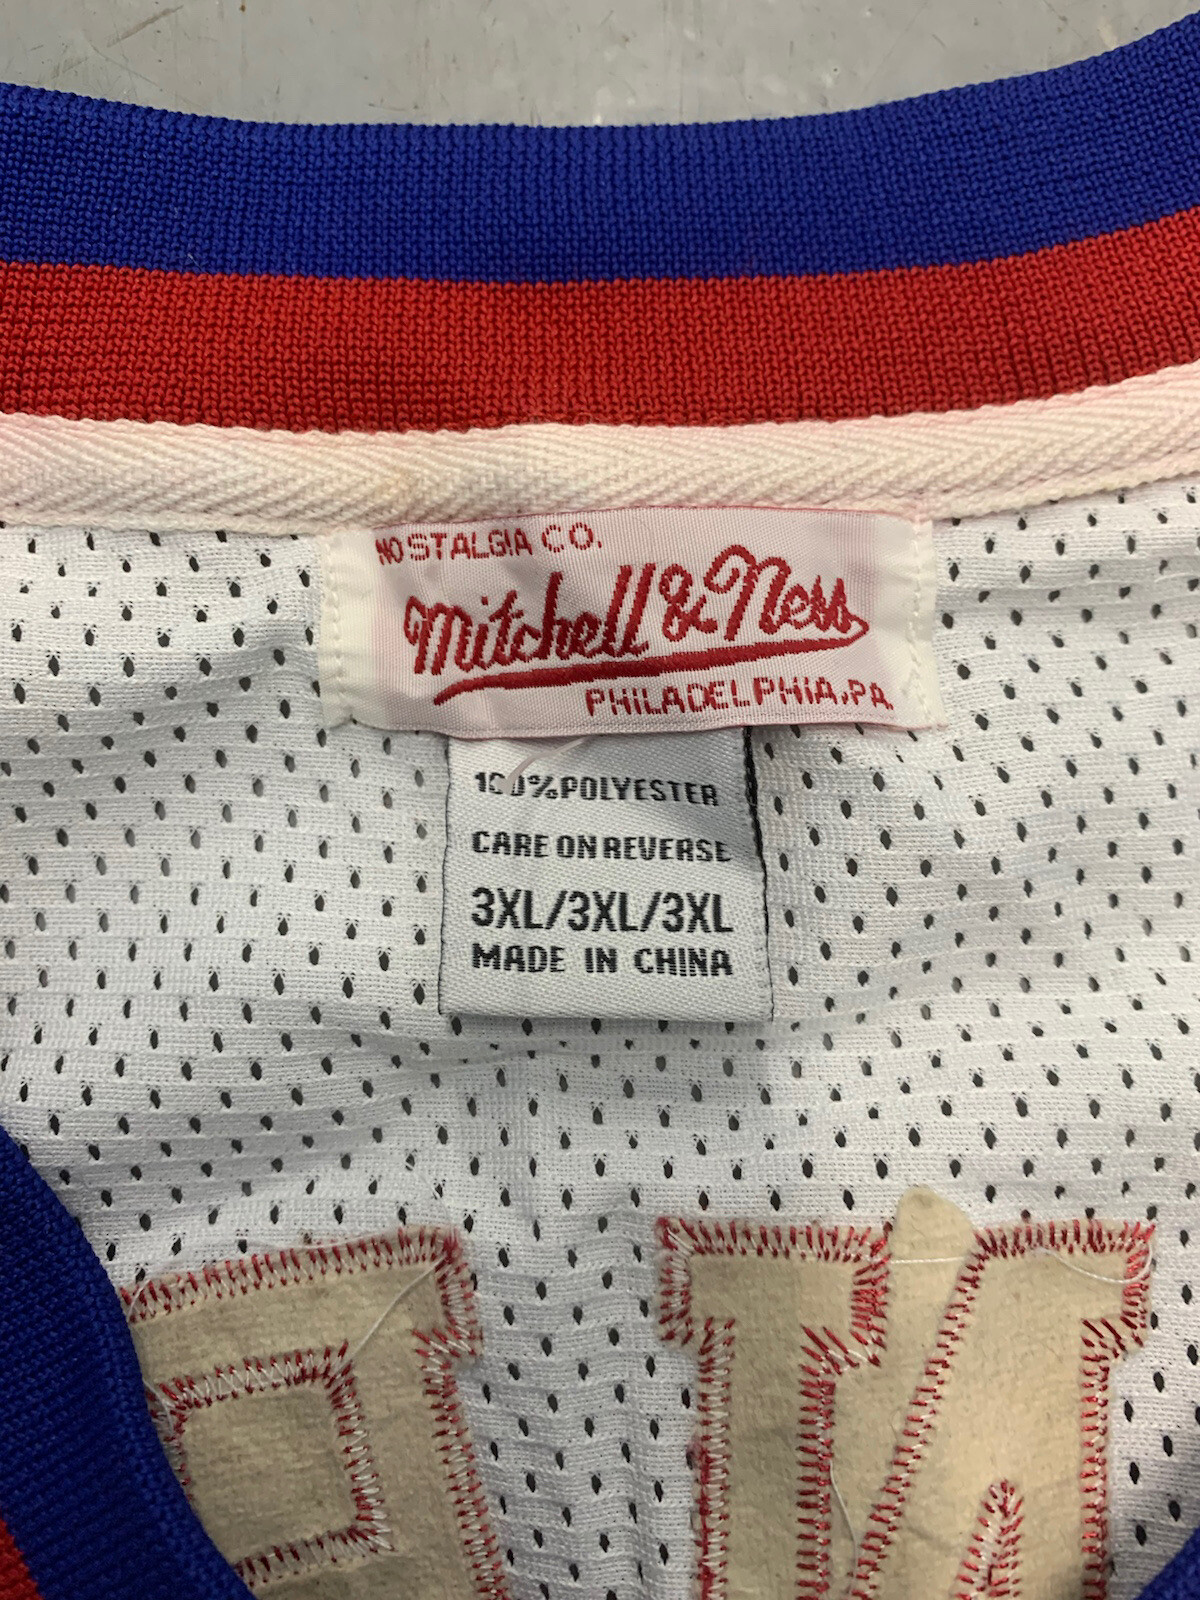 NOSTALGIA CO.
Mitchell & Ness
PHILADELPHIA, PA.
100% POLYESTER
CARE ON REVERSE
3XL/3XL/3XL
MADE IN CHINA